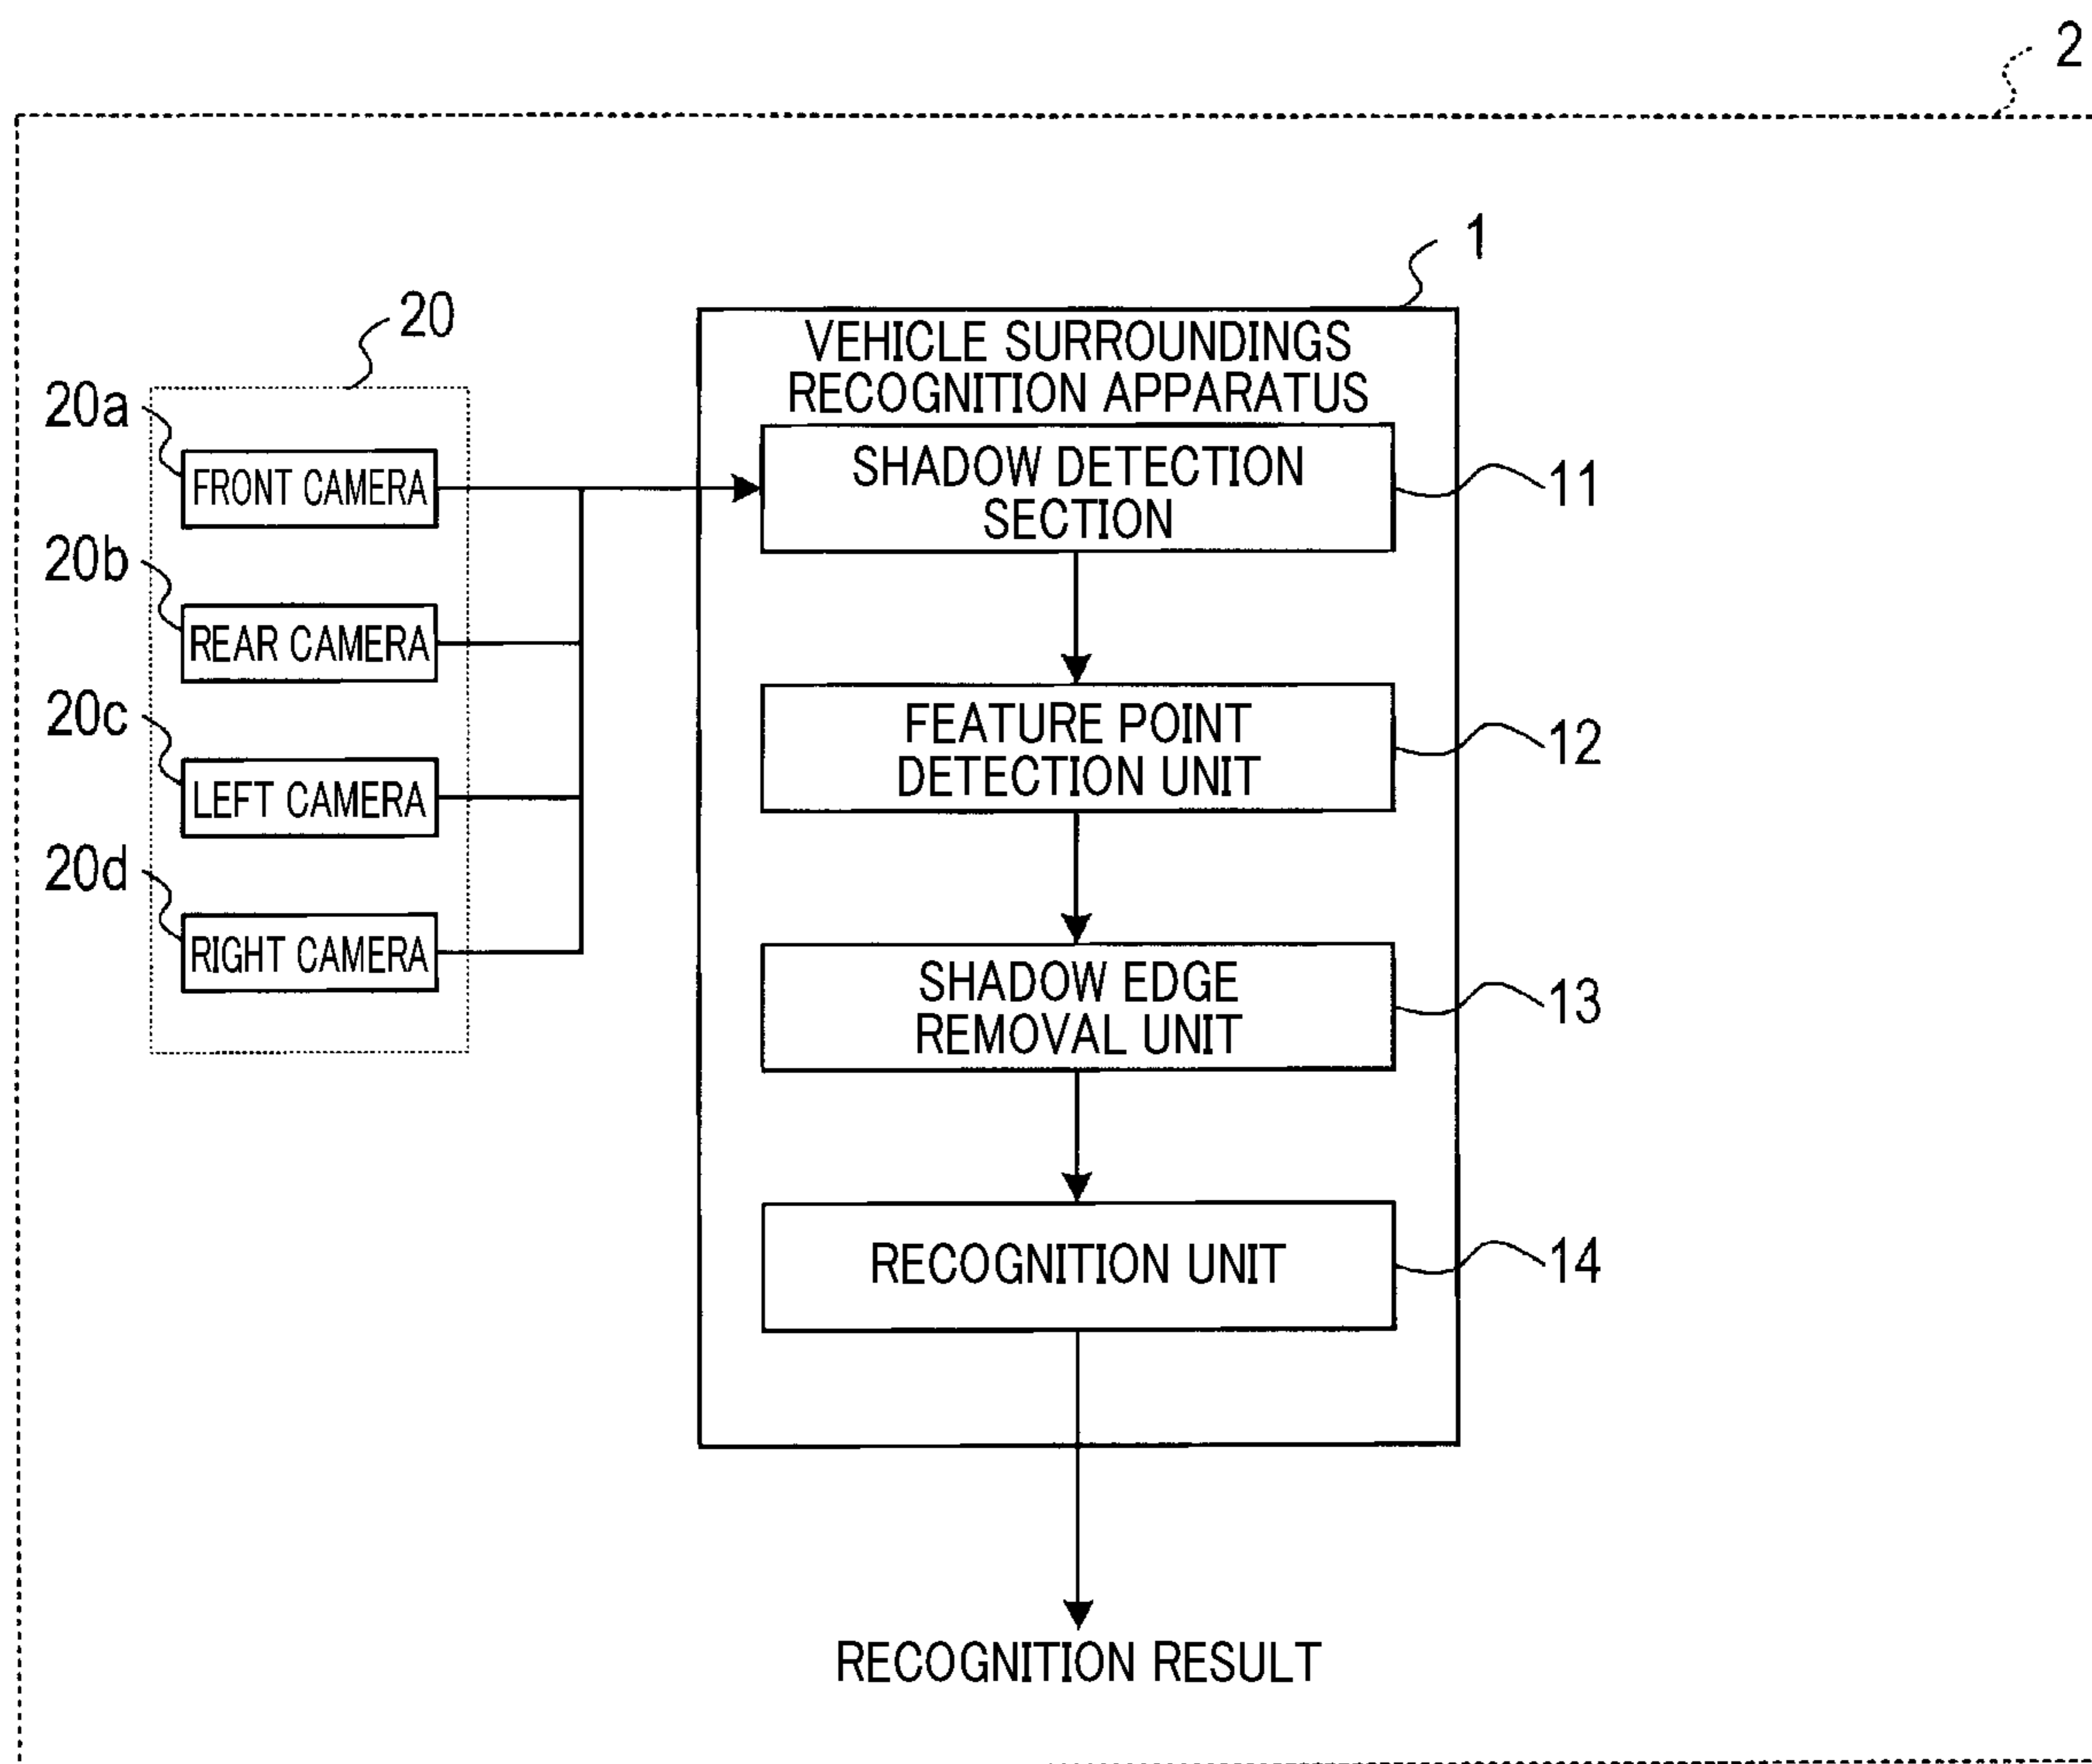 2
1
20
VEHICLE SURROUNDINGS
RECOGNITION APPARATUS
20a
FRONT CAMERA
SHADOW DETECTION
SECTION
11
20b
REAR CAMERA
20c
FEATURE POINT
DETECTION UNIT
12
LEFT CAMERA
20d
RIGHT CAMERA
SHADOW EDGE
REMOVAL UNIT
13
RECOGNITION UNIT
14
RECOGNITION RESULT